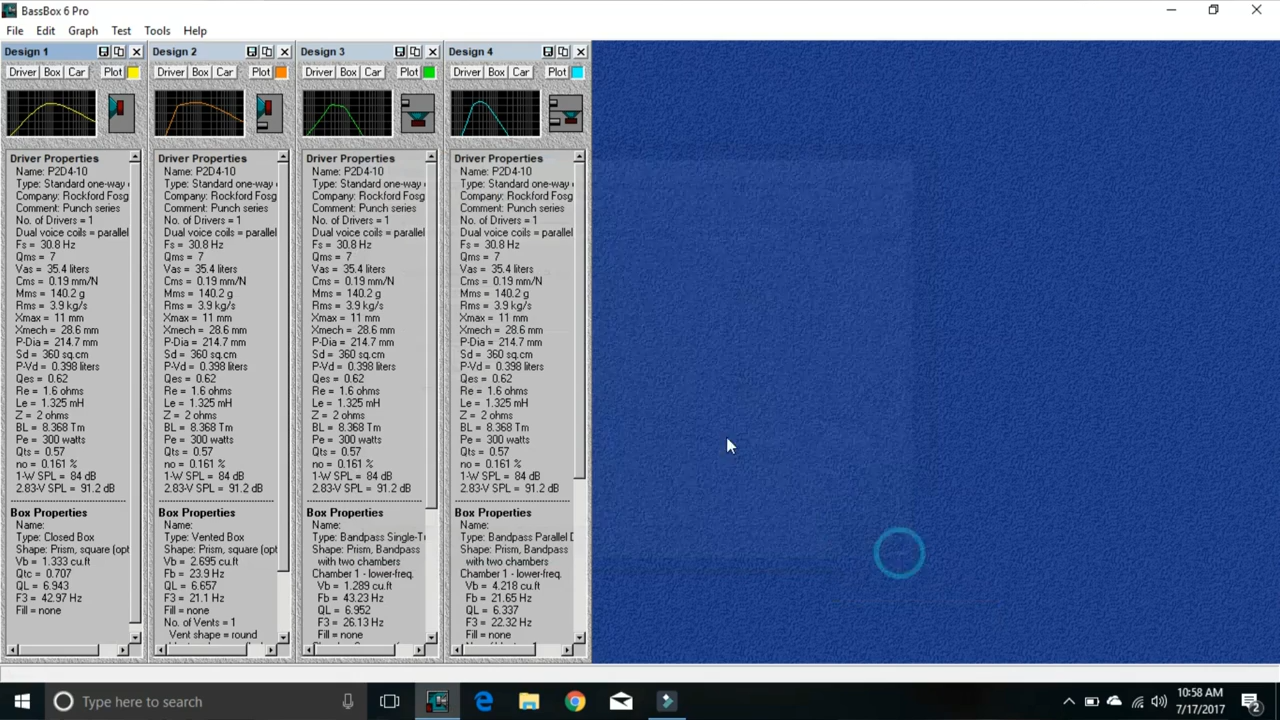 BassBox 6 Pro
File Edit Graph Test Tools Help
Design 1
Driver Box Car Plot
Driver Properties
Name: P2D4-10
Type: Standard one-way
Company: Rockford Fosg
Comment: Punch series
No. of Drivers = 1
Dual voice coils = parallel
Fs = 30.8 Hz
Qms = 7
Vas = 35.4 liters
Cms = 0.19 mm/N
Mms = 140.2 g
Rms = 3.9 kg/s
Xmax = 11 mm
Xmech = 28.6 mm
P-Dia = 214.7 mm
Sd = 360 sq.cm
P-Vd = 0.398 liters
Qes = 0.62
Re = 1.6 ohms
Le = 1.325 mH
Z = 2 ohms
BL = 8.368 Tm
Pe = 300 watts
Qts = 0.57
no = 0.161 %
1-W SPL = 84 dB
2.83-V SPL = 91.2 dB
Box Properties
Name:
Type: Closed Box
Shape: Prism, square (opt
Vb = 1.333 cu.ft
Qtc = 0.707
QL = 6.943
F3 = 42.97 Hz
Fill = none
Design 2
Driver Box Car Plot
Driver Properties
Name: P2D4-10
Type: Standard one-way
Company: Rockford Fosg
Comment: Punch series
No. of Drivers = 1
Dual voice coils = parallel
Fs = 30.8 Hz
Qms = 7
Vas = 35.4 liters
Cms = 0.19 mm/N
Mms = 140.2 g
Rms = 3.9 kg/s
Xmax = 11 mm
Xmech = 28.6 mm
P-Dia = 214.7 mm
Sd = 360 sq.cm
P-Vd = 0.398 liters
Qes = 0.62
Re = 1.6 ohms
Le = 1.325 mH
Z = 2 ohms
BL = 8.368 Tm
Pe = 300 watts
Qts = 0.57
no = 0.161 %
1-W SPL = 84 dB
2.83-V SPL = 91.2 dB
Box Properties
Name:
Type: Vented Box
Shape: Prism, square (opt
Vb = 2.695 cu.ft
Fb = 23.9 Hz
QL = 6.657
F3 = 21.1 Hz
Fill = none
No. of Vents = 1
Vent shape = round
Design 3
Driver Box Car Plot
Driver Properties
Name: P2D4-10
Type: Standard one-way
Company: Rockford Fosg
Comment: Punch series
No. of Drivers = 1
Dual voice coils = parallel
Fs = 30.8 Hz
Qms = 7
Vas = 35.4 liters
Cms = 0.19 mm/N
Mms = 140.2 g
Rms = 3.9 kg/s
Xmax = 11 mm
Xmech = 28.6 mm
P-Dia = 214.7 mm
Sd = 360 sq.cm
P-Vd = 0.398 liters
Qes = 0.62
Re = 1.6 ohms
Le = 1.325 mH
Z = 2 ohms
BL = 8.368 Tm
Pe = 300 watts
Qts = 0.57
no = 0.161 %
1-W SPL = 84 dB
2.83-V SPL = 91.2 dB
Box Properties
Name:
Type: Bandpass Single-T
Shape: Prism, Bandpass
with two chambers
Chamber 1 - lower-freq.
Vb = 1.289 cu.ft
Fb = 43.23 Hz
QL = 6.952
F3 = 26.13 Hz
Fill = none
Design 4
Driver Box Car Plot
Driver Properties
Name: P2D4-10
Type: Standard one-way
Company: Rockford Fosg
Comment: Punch series
No. of Drivers = 1
Dual voice coils = parallel
Fs = 30.8 Hz
Qms = 7
Vas = 35.4 liters
Cms = 0.19 mm/N
Mms = 140.2 g
Rms = 3.9 kg/s
Xmax = 11 mm
Xmech = 28.6 mm
P-Dia = 214.7 mm
Sd = 360 sq.cm
P-Vd = 0.398 liters
Qes = 0.62
Re = 1.6 ohms
Le = 1.325 mH
Z = 2 ohms
BL = 8.368 Tm
Pe = 300 watts
Qts = 0.57
no = 0.161 %
1-W SPL = 84 dB
2.83-V SPL = 91.2 dB
Box Properties
Name:
Type: Bandpass Parallel
Shape: Prism, Bandpass
with two chambers
Chamber 1 - lower-freq.
Vb = 4.218 cu.ft
Fb = 21.65 Hz
QL = 6.337
F3 = 22.32 Hz
Fill = none
Type here to search
10:58 AM
7/17/2017
2